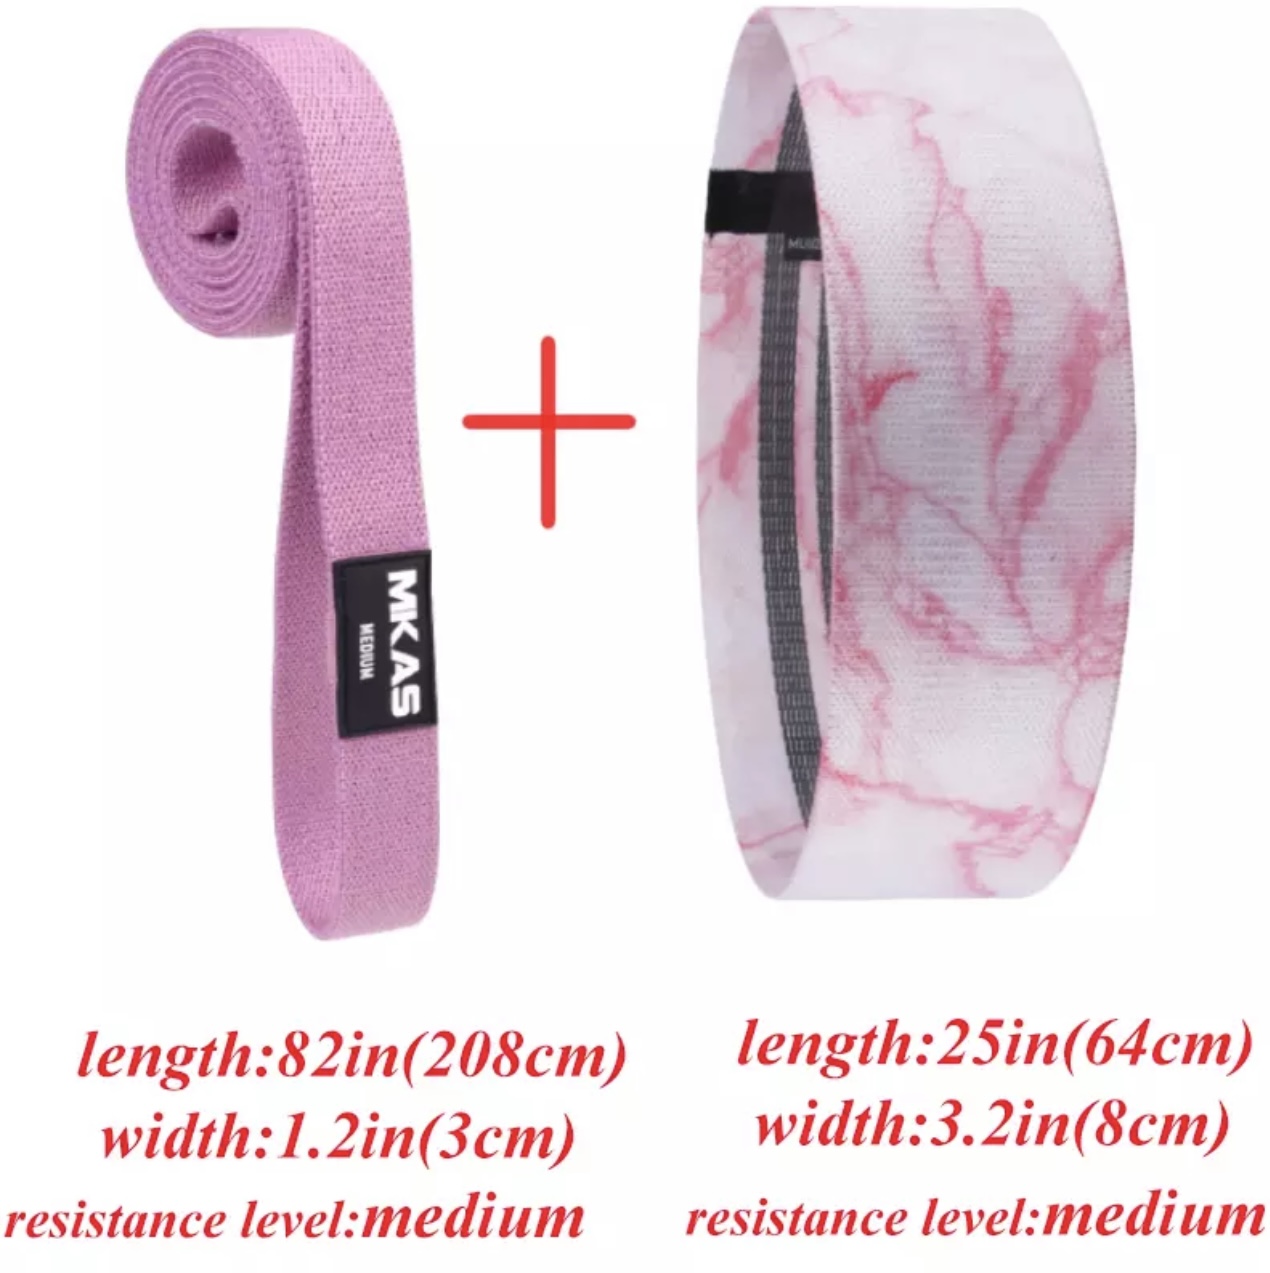 MKAS
MEDIUM
length:82in(208cm)
width:1.2in(3cm)
resistance level:medium
length:25in(64cm)
width:3.2in(8cm)
resistance level:medium